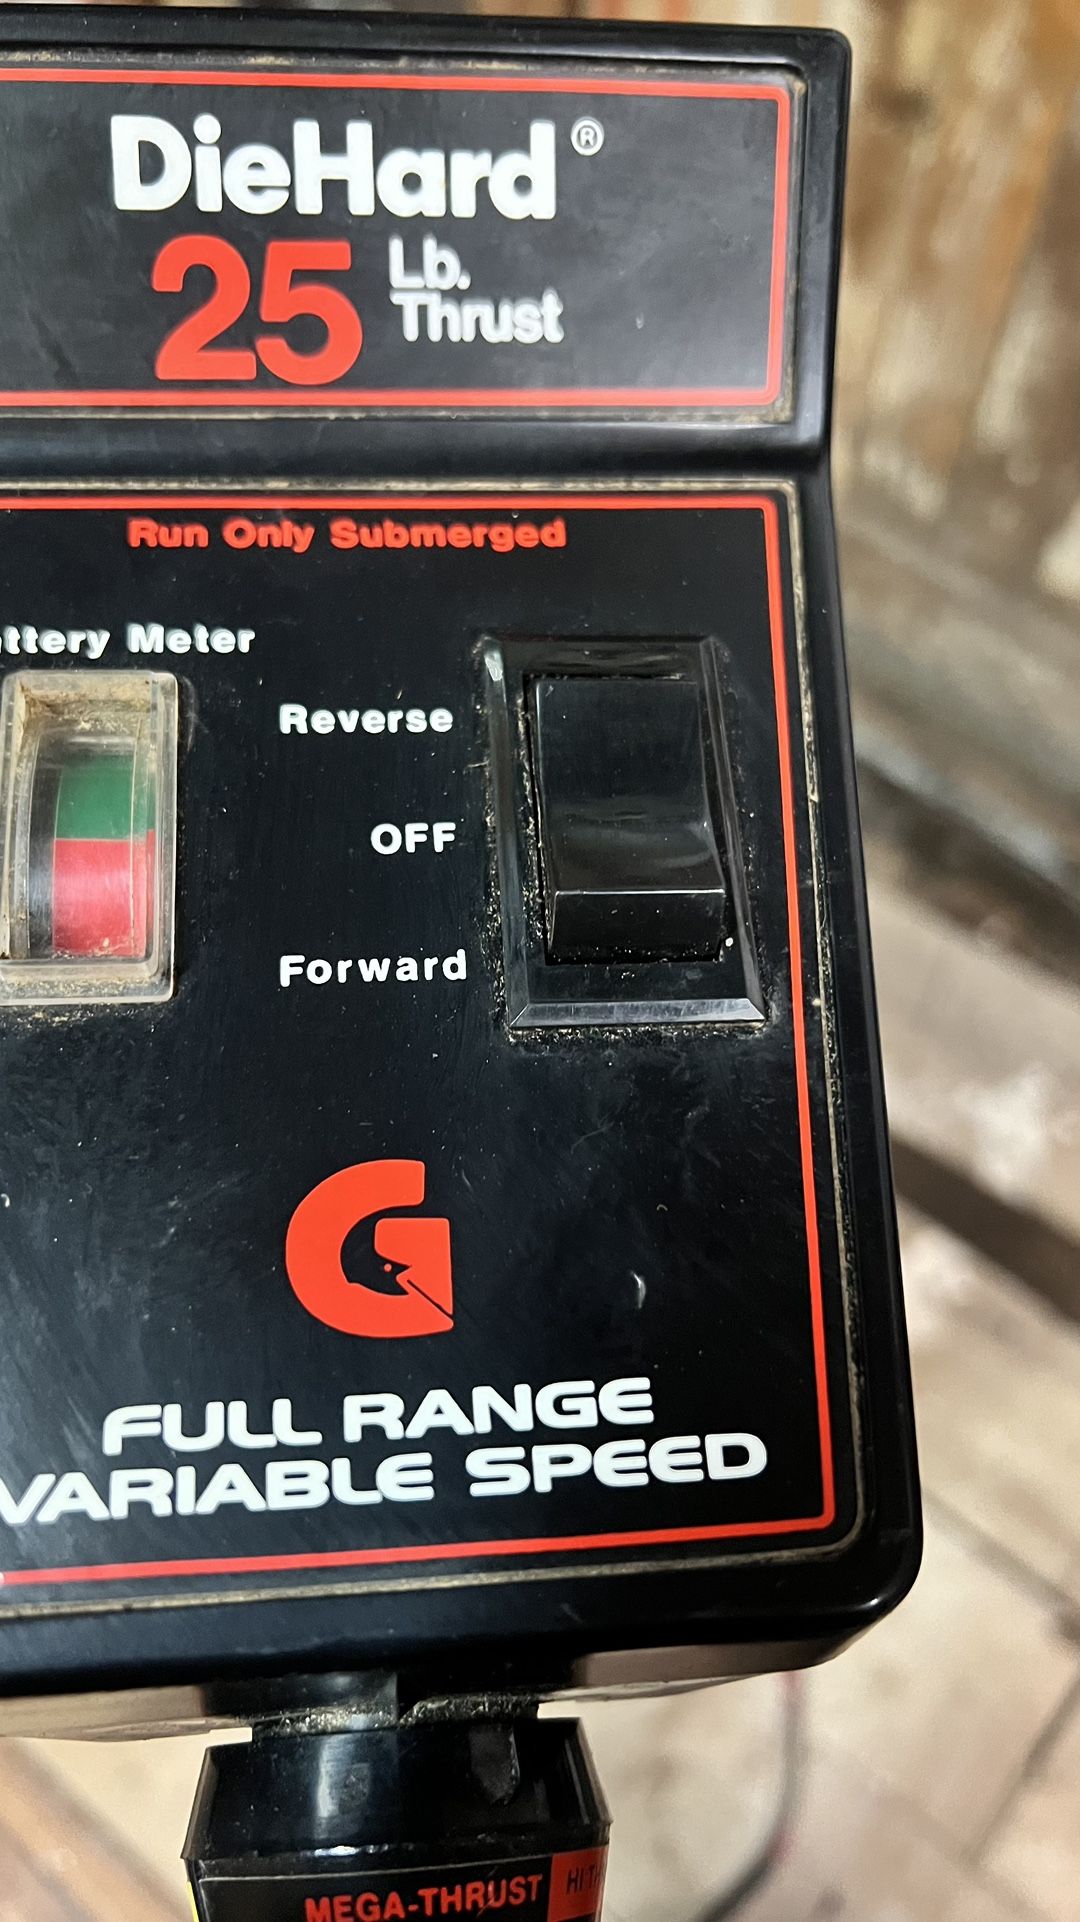 DieHard®
25 Lb. Thrust
Run Only Submerged
ttery Meter
Reverse
OFF
Forward
G
FULL RANGE
VARIABLE SPEED
MEGA-THRUST